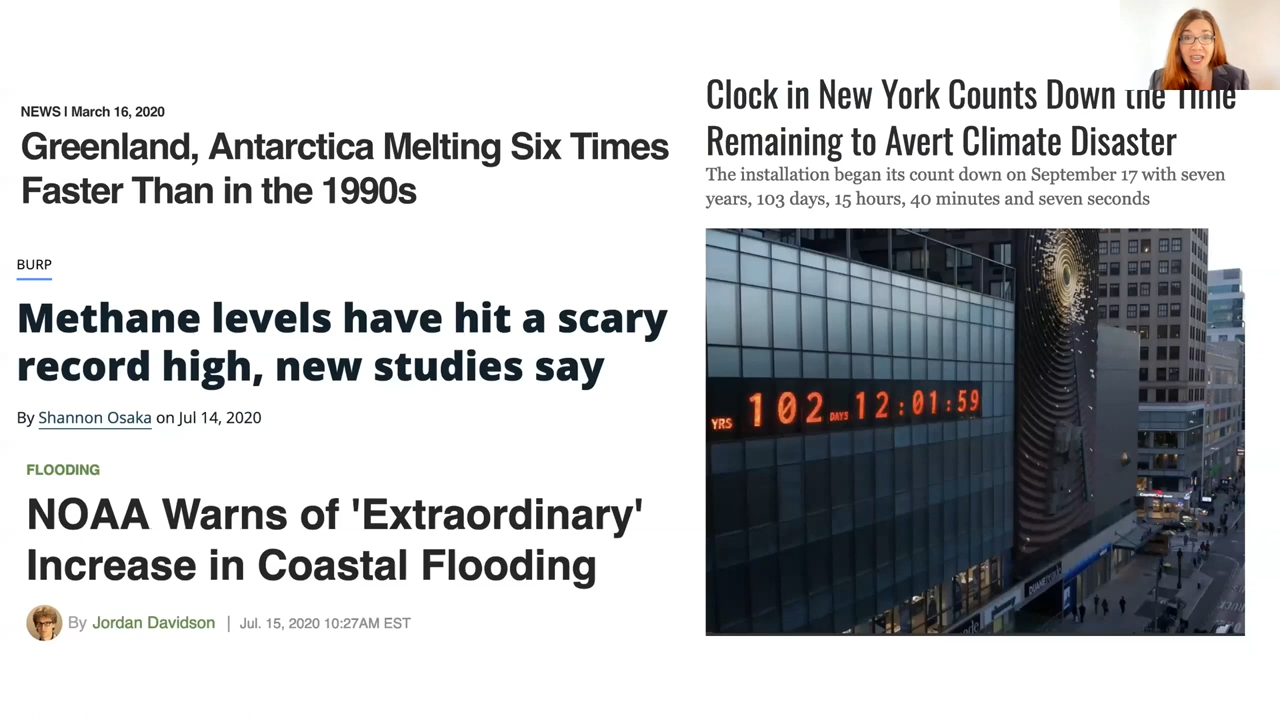 NEWS | March 16, 2020
Greenland, Antarctica Melting Six Times
Faster Than in the 1990s
BURP
Methane levels have hit a scary
record high, new studies say
By Shannon Osaka on Jul 14, 2020
FLOODING
NOAA Warns of 'Extraordinary'
Increase in Coastal Flooding
By Jordan Davidson | Jul. 15, 2020 10:27AM EST
Clock in New York Counts Down the Time
Remaining to Avert Climate Disaster
The installation began its count down on September 17 with seven
years, 103 days, 15 hours, 40 minutes and seven seconds
YRS 102 DAYS 12:01:59